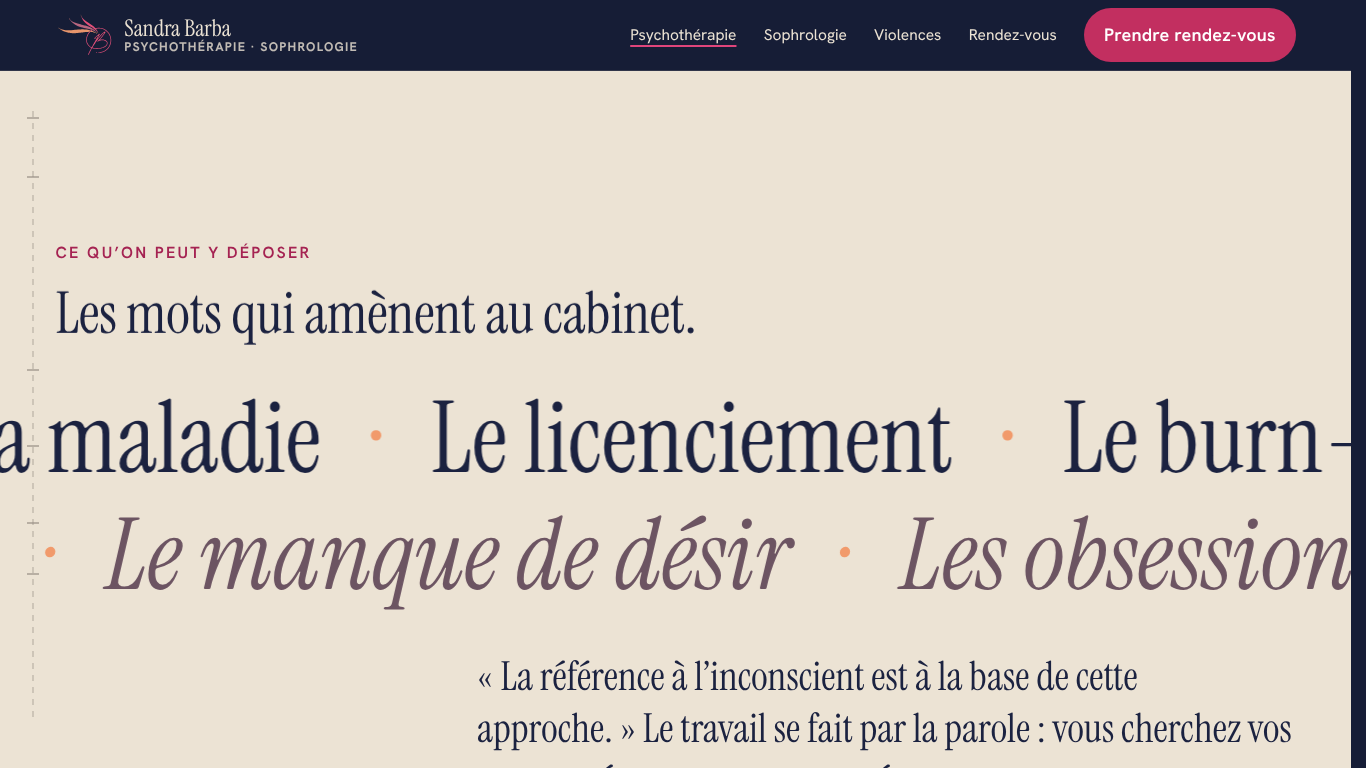 Sandra Barba
PSYCHOTHÉRAPIE · SOPHROLOGIE
Psychothérapie
Sophrologie
Violences
Rendez-vous
Prendre rendez-vous
CE QU’ON PEUT Y DÉPOSER
Les mots qui amènent au cabinet.
a maladie · Le licenciement · Le burn-
· Le manque de désir · Les obsession
« La référence à l’inconscient est à la base de cette
approche. » Le travail se fait par la parole : vous cherchez vos